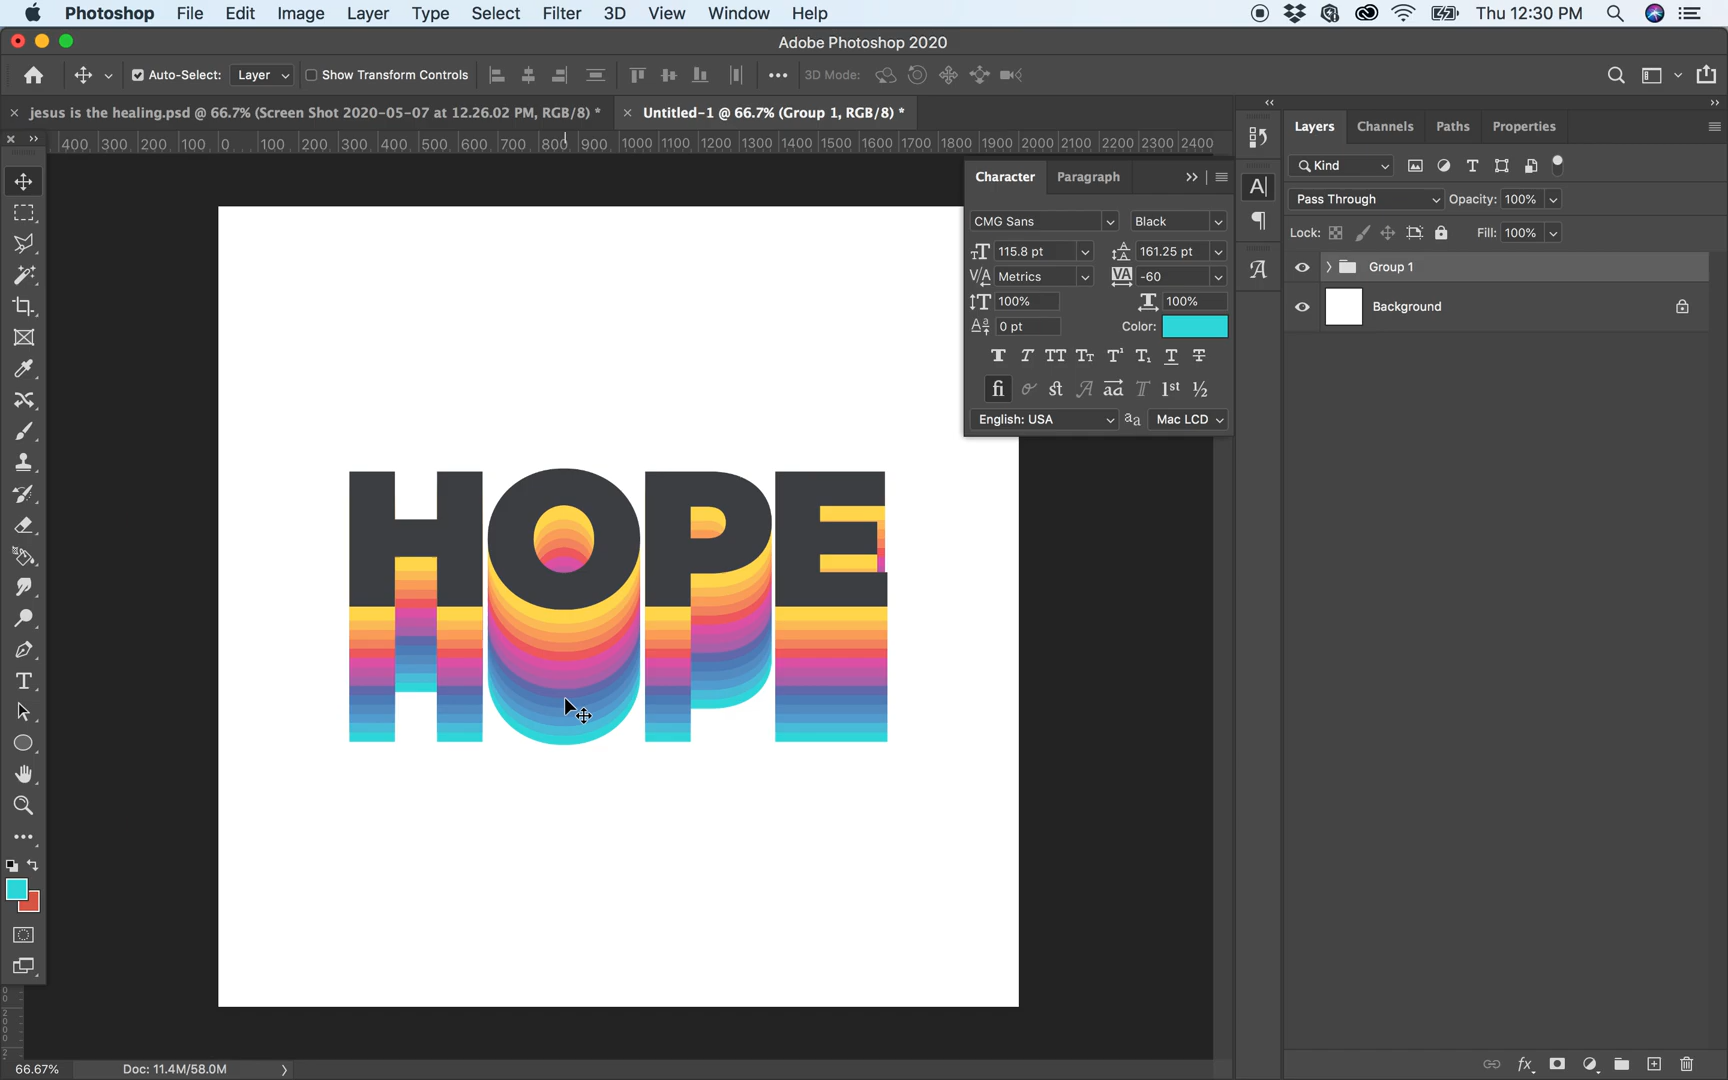 Photoshop File Edit Image Layer Type Select Filter 3D View Window Help Thu 12:30 PM
Adobe Photoshop 2020
Auto-Select: Layer Show Transform Controls 3D Mode:
jesus is the healing.psd @ 66.7% (Screen Shot 2020-05-07 at 12.26.02 PM, RGB/8) *
Untitled-1 @ 66.7% (Group 1, RGB/8) *
400 300 200 100 0 100 200 300 400 500 600 700 800 900 1000 1100 1200 1300 1400 1500 1600 1700 1800 1900 2000 2100 2200 2300 2400
Character Paragraph
CMG Sans Black
115.8 pt 161.25 pt
Metrics -60
100% 100%
0 pt Color:
English: USA Mac LCD
Layers Channels Paths Properties
Kind
Pass Through Opacity: 100%
Lock: Fill: 100%
Group 1
Background
HOPE
66.67% Doc: 11.4M/58.0M